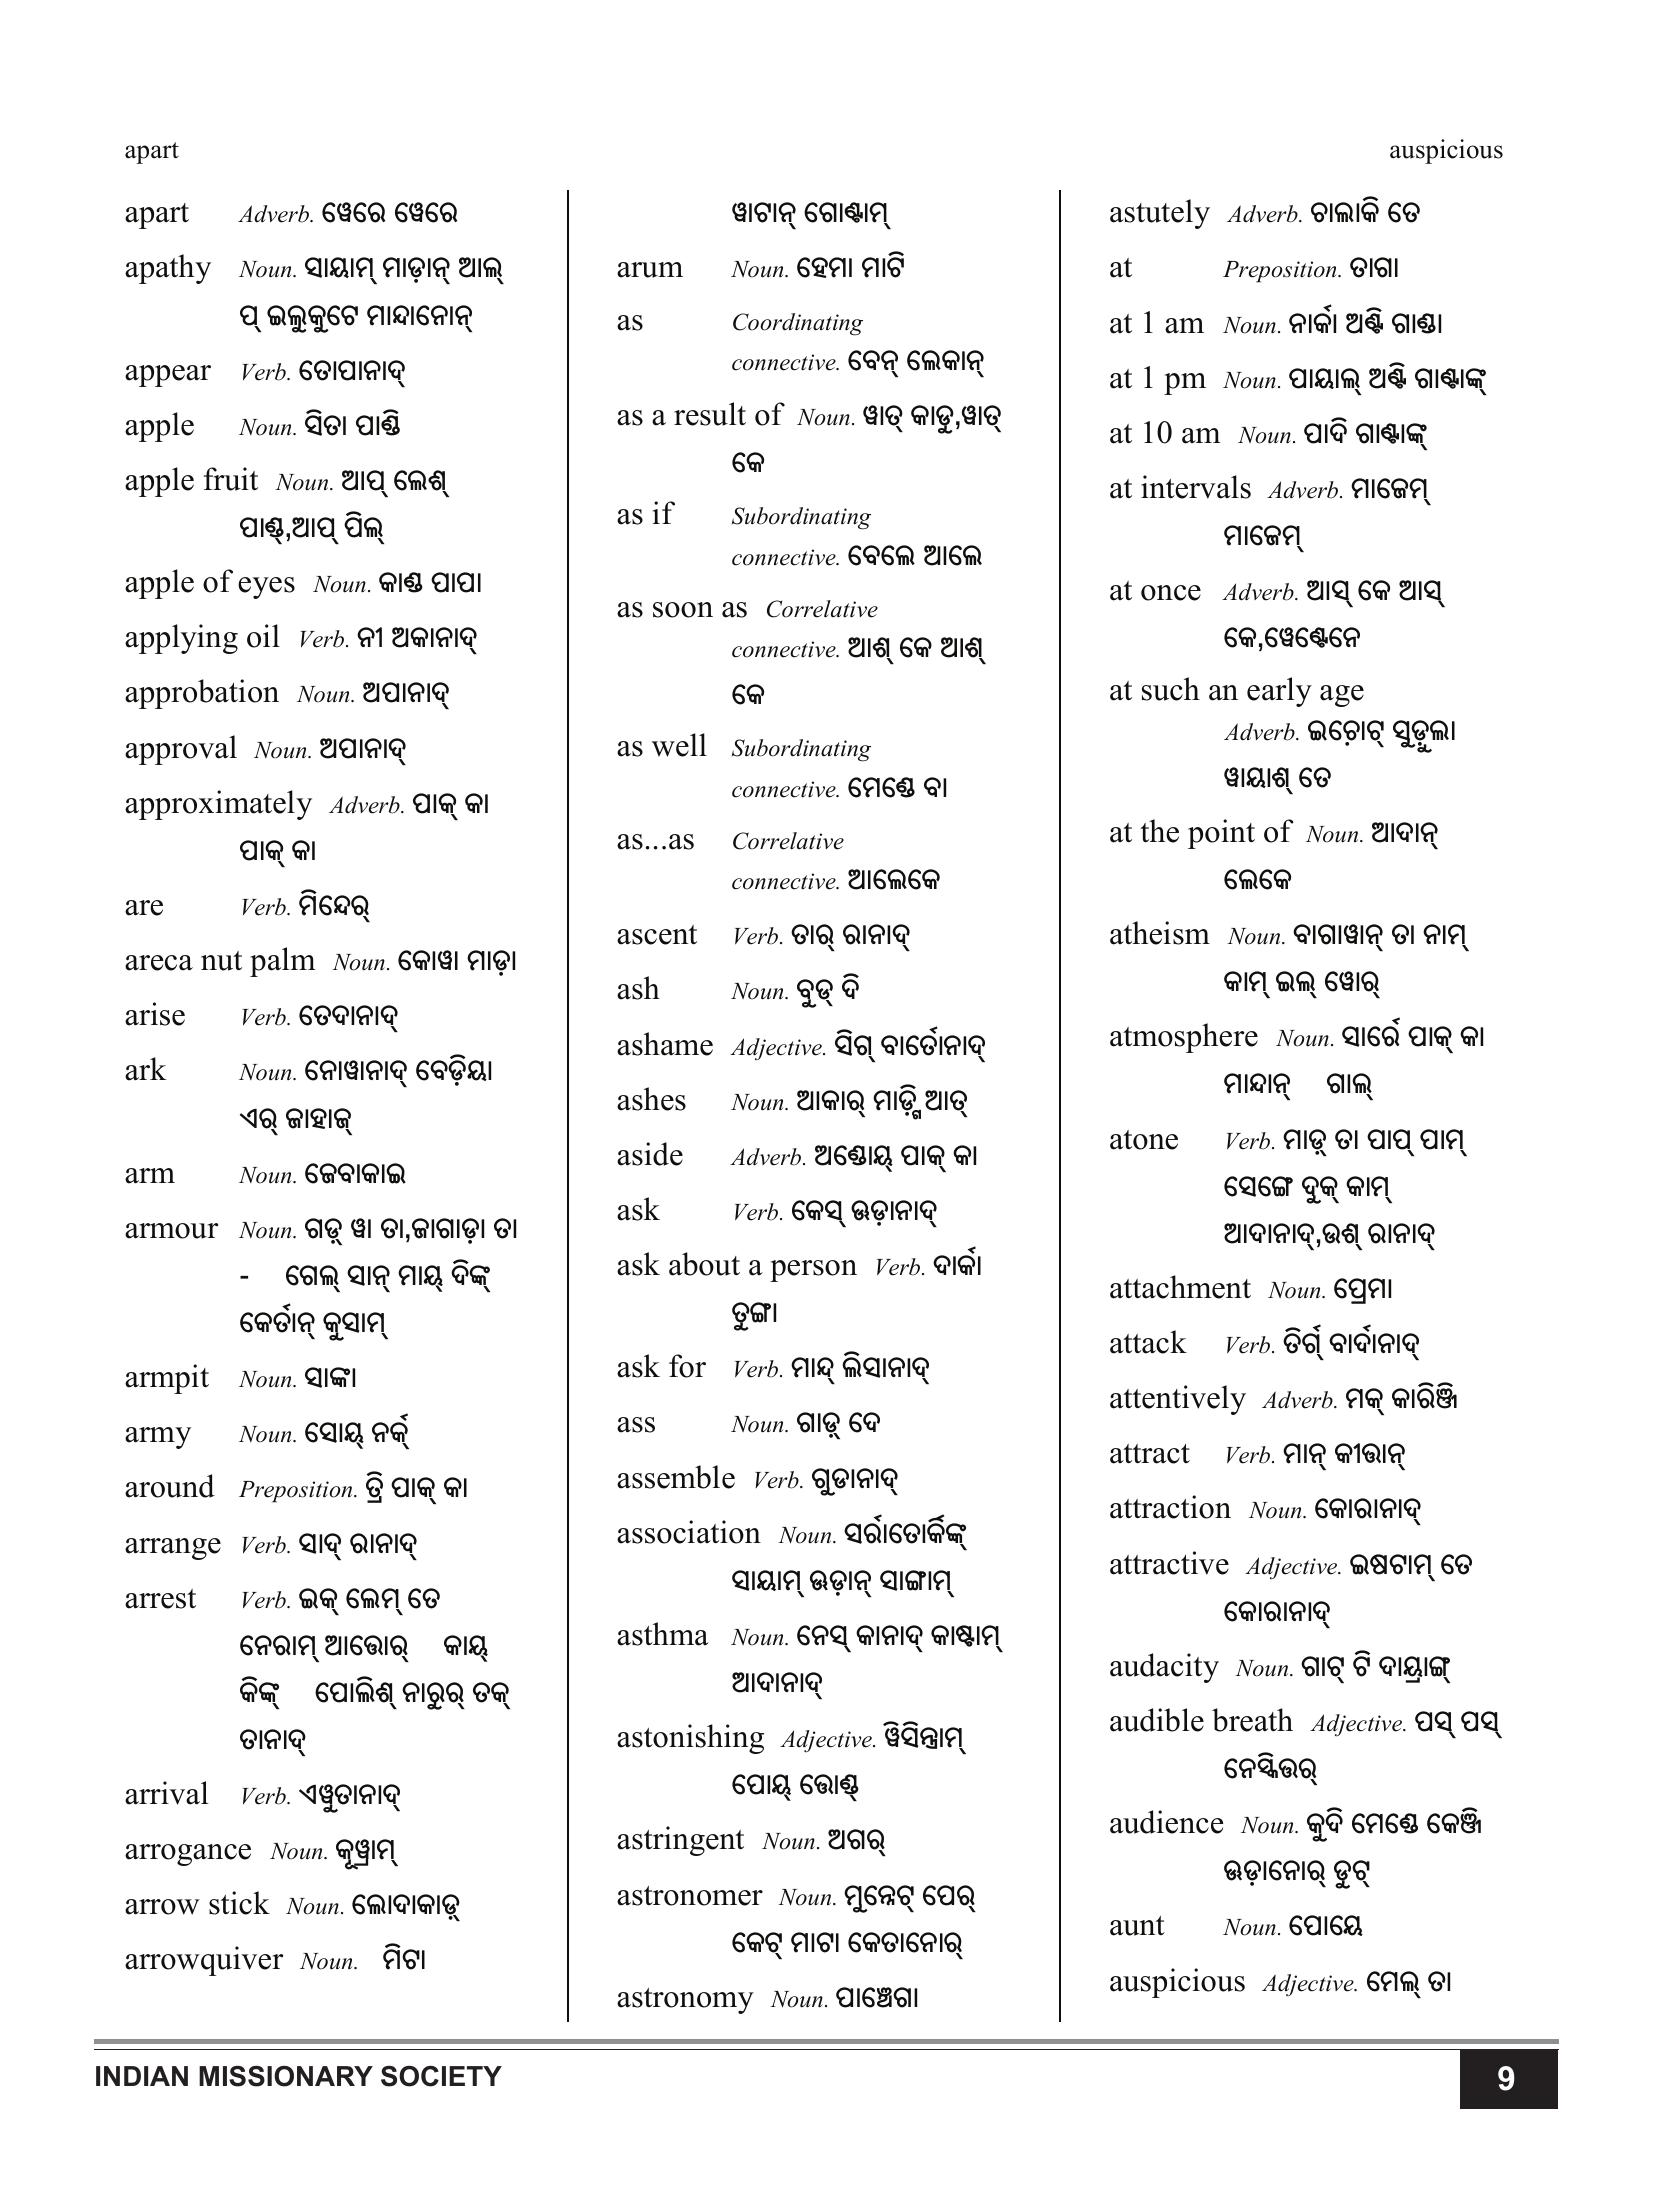 apart
auspicious
apart Adverb. ୱେରେ ୱେରେ
apathy Noun. ସାୟାମ୍ ମାଡ଼ାନ୍ ଆଲ୍
ପ୍ ଇଲୁକୁଟେ ମାନ୍ଦାନୋନ୍
appear Verb. ତୋପାନାଦ୍
apple Noun. ସିତା ପାଣ୍ଡି
apple fruit Noun. ଆପ୍ ଲେଶ୍
ପାଣ୍ଡ୍,ଆପ୍ ପିଲ୍
apple of eyes Noun. କାଣ୍ଡ ପାପା
applying oil Verb. ନୀ ଅକାନାଦ୍
approbation Noun. ଅପାନାଦ୍
approval Noun. ଅପାନାଦ୍
approximately Adverb. ପାକ୍ କା
ପାକ୍ କା
are Verb. ମିନ୍ଦେର୍
areca nut palm Noun. କୋୱା ମାଡ଼ା
arise Verb. ତେଦାନାଦ୍
ark Noun. ନୋୱାନାଦ୍ ବେଡ଼ିୟା
ଏର୍ ଜାହାଜ୍
arm Noun. ଜେବାକାଇ
armour Noun. ଗଡ଼୍ ୱା ତା,ଜାଗାଡ଼ା ତା
- ଗେଲ୍ ସାନ୍ ମାୟ୍ ଦିଙ୍କ୍
କେର୍ତାନ୍ କୁସାମ୍
armpit Noun. ସାଙ୍କା
army Noun. ସୋୟ୍ ନର୍କ୍
around Preposition. ତ୍ରି ପାକ୍ କା
arrange Verb. ସାଦ୍ ରାନାଦ୍
arrest Verb. ଇକ୍ ଲେମ୍ ତେ
ନେରାମ୍ ଆତ୍ତୋର୍ କାୟ୍
କିଙ୍କ୍ ପୋଲିଶ୍ ନାରୁର୍ ତକ୍
ତାନାଦ୍
arrival Verb. ଏୱୁତାନାଦ୍
arrogance Noun. କୂୱ୍ରାମ୍
arrow stick Noun. ଲୋଦାକାଡ଼୍
arrowquiver Noun. ମିଟା
ୱାଟାନ୍ ଗୋଣ୍ଟାମ୍
arum Noun. ହେମା ମାଟି
as Coordinating
connective. ବେନ୍ ଲେକାନ୍
as a result of Noun. ୱାତ୍ କାଡୁ,ୱାତ୍
କେ
as if Subordinating
connective. ବେଲେ ଆଲେ
as soon as Correlative
connective. ଆଶ୍ କେ ଆଶ୍
କେ
as well Subordinating
connective. ମେଣ୍ଡେ ବା
as...as Correlative
connective. ଆଲେକେ
ascent Verb. ତାର୍ ରାନାଦ୍
ash Noun. ବୁଡ୍ ଦି
ashame Adjective. ସିଗ୍ ବାର୍ତୋନାଦ୍
ashes Noun. ଆକାର୍ ମାଡ଼୍ଗି ଆତ୍
aside Adverb. ଅଣ୍ଡୋୟ୍ ପାକ୍ କା
ask Verb. କେସ୍ ଊଡ଼ାନାଦ୍
ask about a person Verb. ଦାର୍କା
ତୁଙ୍ଗା
ask for Verb. ମାନ୍ଦ୍ ଲିସାନାଦ୍
ass Noun. ଗାଡ଼୍ ଦେ
assemble Verb. ଗୁଡାନାଦ୍
association Noun. ସର୍ରାତୋର୍କିଙ୍କ୍
ସାୟାମ୍ ଊଡ଼ାନ୍ ସାଙ୍ଗାମ୍
asthma Noun. ନେସ୍ କାନାଦ୍ କାଷ୍ଟାମ୍
ଆଦାନାଦ୍
astonishing Adjective. ୱିସିନ୍ତ୍ରାମ୍
ପୋୟ୍ ତ୍ତୋଣ୍ଡ୍
astringent Noun. ଅଗର୍
astronomer Noun. ମୁନ୍ନେଟ୍ ପେର୍
କେଟ୍ ମାଟା କେତାନୋର୍
astronomy Noun. ପାଞ୍ଚେଗା
astutely Adverb. ଚାଲାକି ତେ
at Preposition. ତାଗା
at 1 am Noun. ନାର୍କା ଅଣ୍ଟି ଗାଣ୍ଡା
at 1 pm Noun. ପାୟାଲ୍ ଅଣ୍ଟି ଗାଣ୍ଟାଙ୍କ୍
at 10 am Noun. ପାଦି ଗାଣ୍ଟାଙ୍କ୍
at intervals Adverb. ମାଜେମ୍
ମାଜେମ୍
at once Adverb. ଆସ୍ କେ ଆସ୍
କେ,ୱେଣ୍ଟେନେ
at such an early age
Adverb. ଇଚ୍ଚୋଟ୍ ସୁଡୁଲା
ୱାୟାଶ୍ ତେ
at the point of Noun. ଆଦାନ୍
ଲେକେ
atheism Noun. ବାଗାୱାନ୍ ତା ନାମ୍
କାମ୍ ଇଲ୍ ୱୋର୍
atmosphere Noun. ସାର୍ରେ ପାକ୍ କା
ମାନ୍ଦାନ୍ ଗାଲ୍
atone Verb. ମାଡ଼୍ ତା ପାପ୍ ପାମ୍
ସେଙ୍ଗେ ଦୁକ୍ କାମ୍
ଆଦାନାଦ୍,ଉଶ୍ ରାନାଦ୍
attachment Noun. ପ୍ରେମା
attack Verb. ତିର୍ଗ୍ ବାର୍ଦାନାଦ୍
attentively Adverb. ମକ୍ କାରିଞ୍ଜି
attract Verb. ମାନ୍ କୀତ୍ତାନ୍
attraction Noun. କୋରାନାଦ୍
attractive Adjective. ଇଷଟାମ୍ ତେ
କୋରାନାଦ୍
audacity Noun. ଗାଟ୍ ଟି ଦାୟ୍ରାଙ୍ଗ୍
audible breath Adjective. ପସ୍ ପସ୍
ନେସ୍କିତ୍ତର୍
audience Noun. କୁଦି ମେଣ୍ଡେ କେଞ୍ଜି
ଊଡ଼ାନୋର୍ ଡୁଟ୍
aunt Noun. ପୋୟେ
auspicious Adjective. ମେଲ୍ ତା
INDIAN MISSIONARY SOCIETY
9